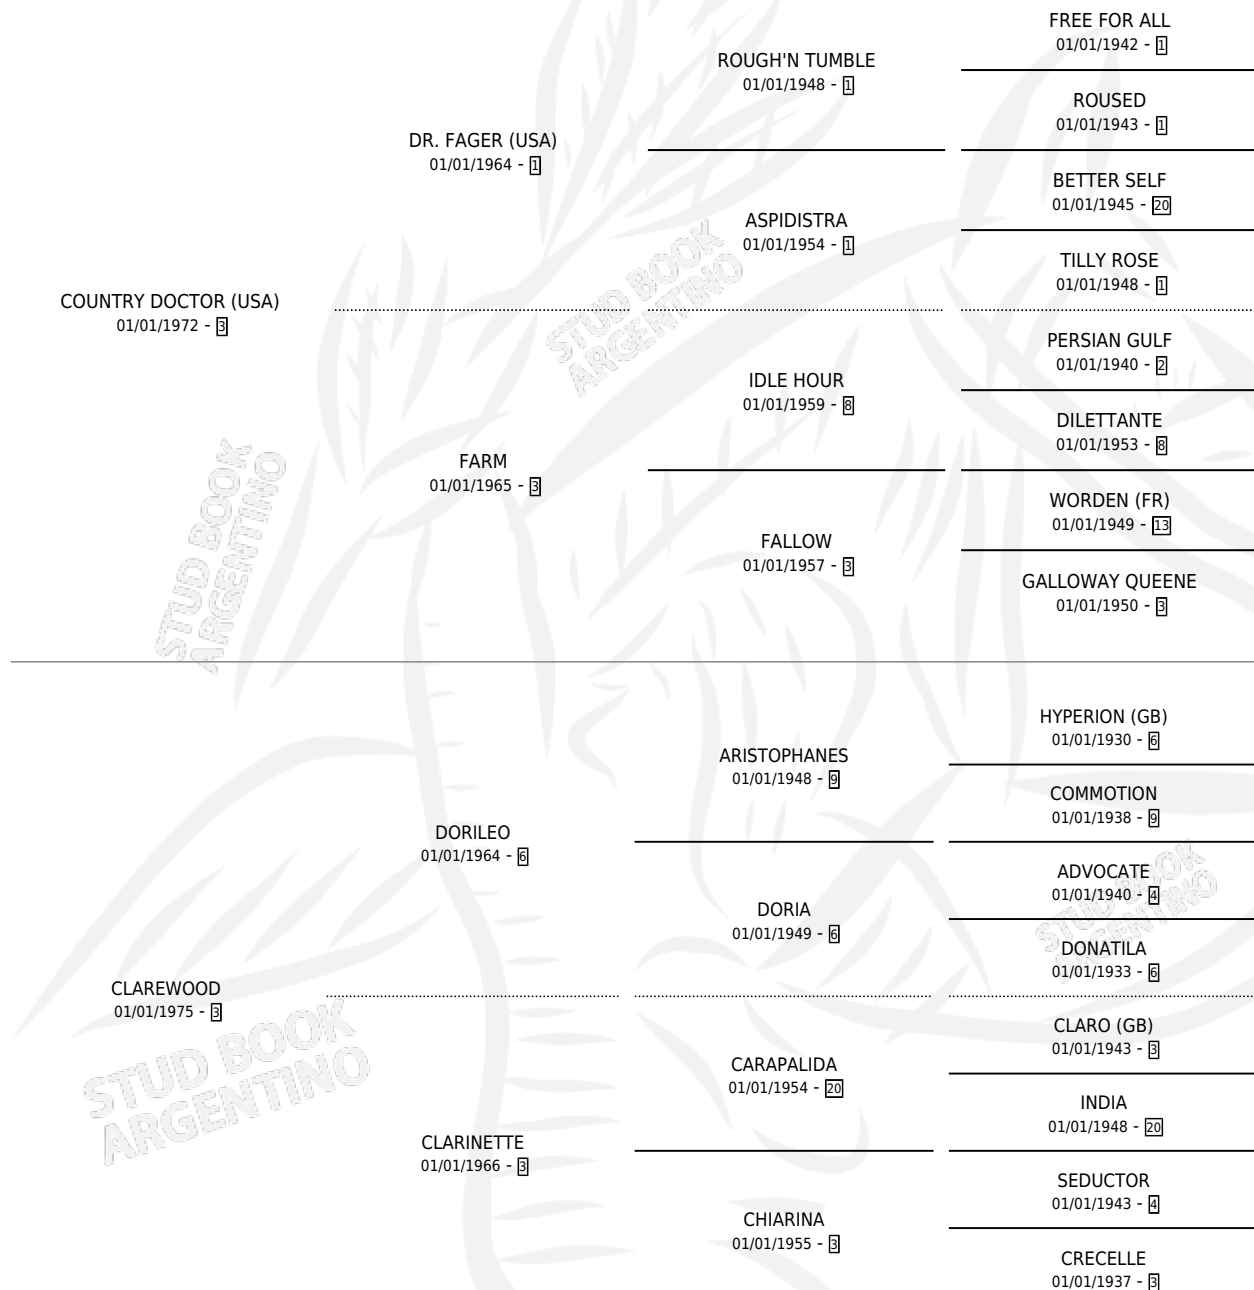 FREE FOR ALL
01/01/1942 - 1
ROUGH'N TUMBLE
01/01/1948 - 1
ROUSED
01/01/1943 - 1
DR. FAGER (USA)
01/01/1964 - 1
BETTER SELF
01/01/1945 - 20
ASPIDISTRA
01/01/1954 - 1
TILLY ROSE
01/01/1948 - 1
COUNTRY DOCTOR (USA)
01/01/1972 - 3
PERSIAN GULF
01/01/1940 - 2
IDLE HOUR
01/01/1959 - 8
DILETTANTE
01/01/1953 - 8
FARM
01/01/1965 - 3
WORDEN (FR)
01/01/1949 - 13
FALLOW
01/01/1957 - 3
GALLOWAY QUEENE
01/01/1950 - 3
STUD BOOK
ARGENTINO
STUD BOOK
ARGENTINO
HYPERION (GB)
01/01/1930 - 6
ARISTOPHANES
01/01/1948 - 9
COMMOTION
01/01/1938 - 9
DORILEO
01/01/1964 - 6
ADVOCATE
01/01/1940 - 4
DORIA
01/01/1949 - 6
DONATILA
01/01/1933 - 6
CLAREWOOD
01/01/1975 - 3
CLARO (GB)
01/01/1943 - 3
CARAPALIDA
01/01/1954 - 20
INDIA
01/01/1948 - 20
CLARINETTE
01/01/1966 - 3
SEDUCTOR
01/01/1943 - 4
CHIARINA
01/01/1955 - 3
CRECELLE
01/01/1937 - 3
STUD BOOK
ARGENTINO
STUD BOOK
ARGENTINO